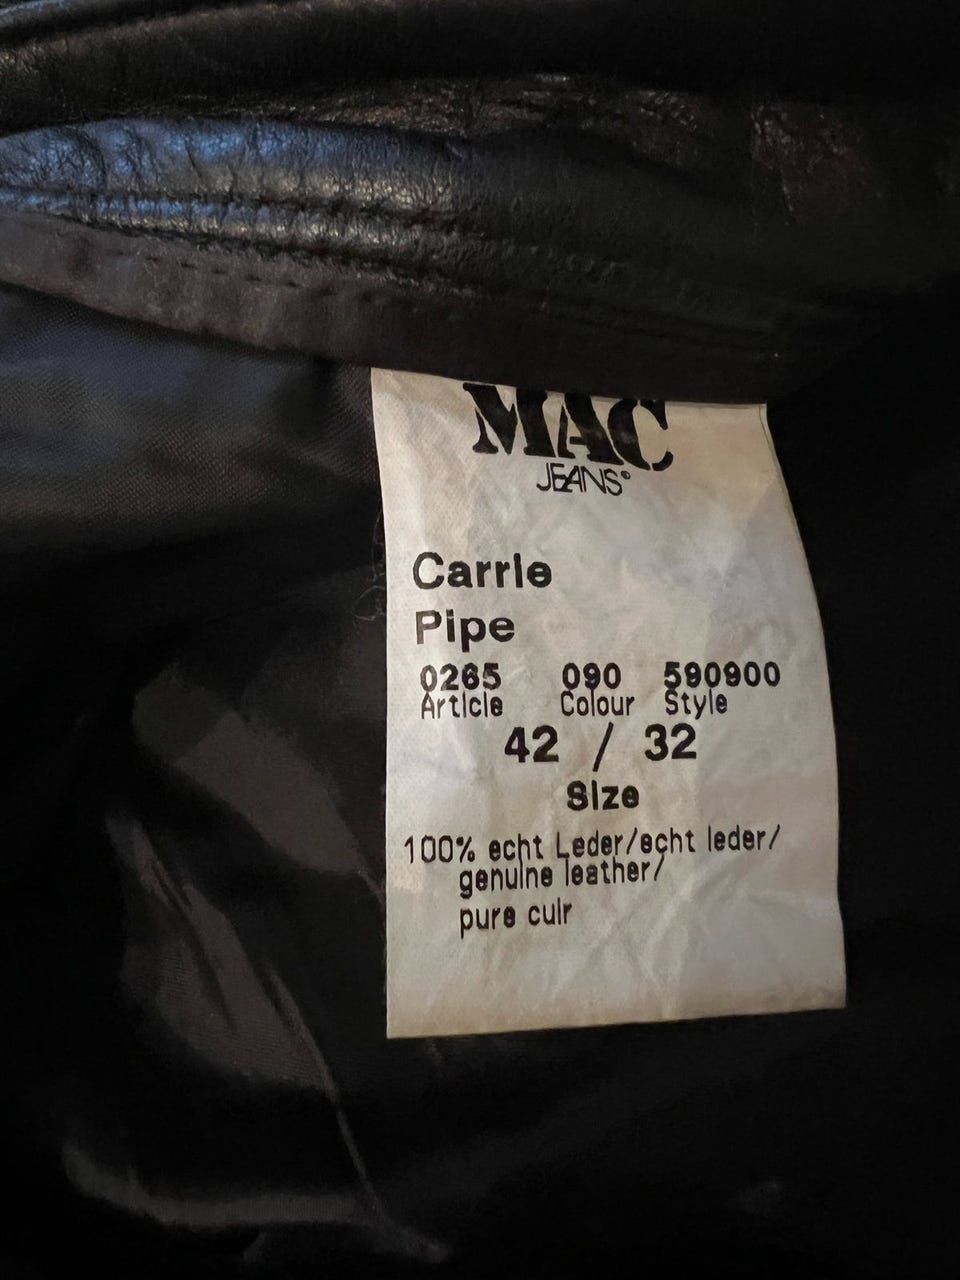 MAC
JEANS®
Carrie
Pipe
0265 090 590900
Article Colour Style
42 / 32
Size
100% echt Leder/echt leder/
genuine leather/
pure cuir